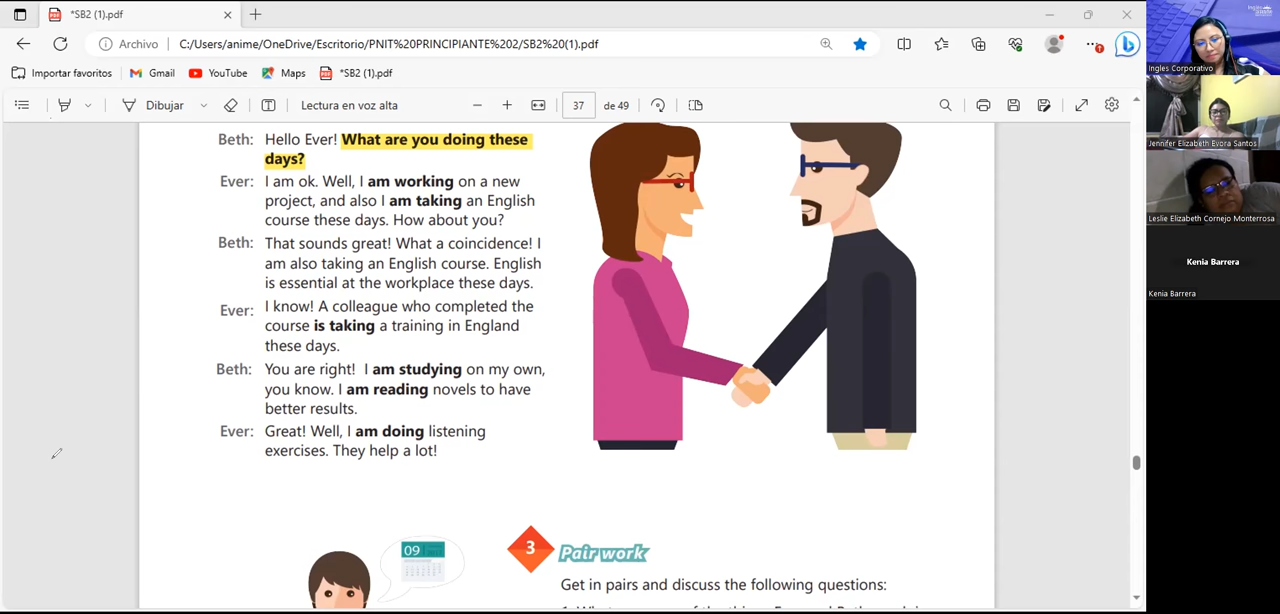 *SB2 (1).pdf
Archivo C:/Users/anime/OneDrive/Escritorio/PNIT%20PRINCIPIANTE%202/SB2%20(1).pdf
Importar favoritos Gmail YouTube Maps *SB2 (1).pdf
Dibujar Lectura en voz alta 37 de 49
Beth: Hello Ever! What are you doing these
days?
Ever: I am ok. Well, I am working on a new
project, and also I am taking an English
course these days. How about you?
Beth: That sounds great! What a coincidence! I
am also taking an English course. English
is essential at the workplace these days.
Ever: I know! A colleague who completed the
course is taking a training in England
these days.
Beth: You are right! I am studying on my own,
you know. I am reading novels to have
better results.
Ever: Great! Well, I am doing listening
exercises. They help a lot!
09
3 Pair work
Get in pairs and discuss the following questions:
Ingles Corporativo
Jennifer Elizabeth Evora Santos
Leslie Elizabeth Cornejo Monterrosa
Kenia Barrera
Kenia Barrera